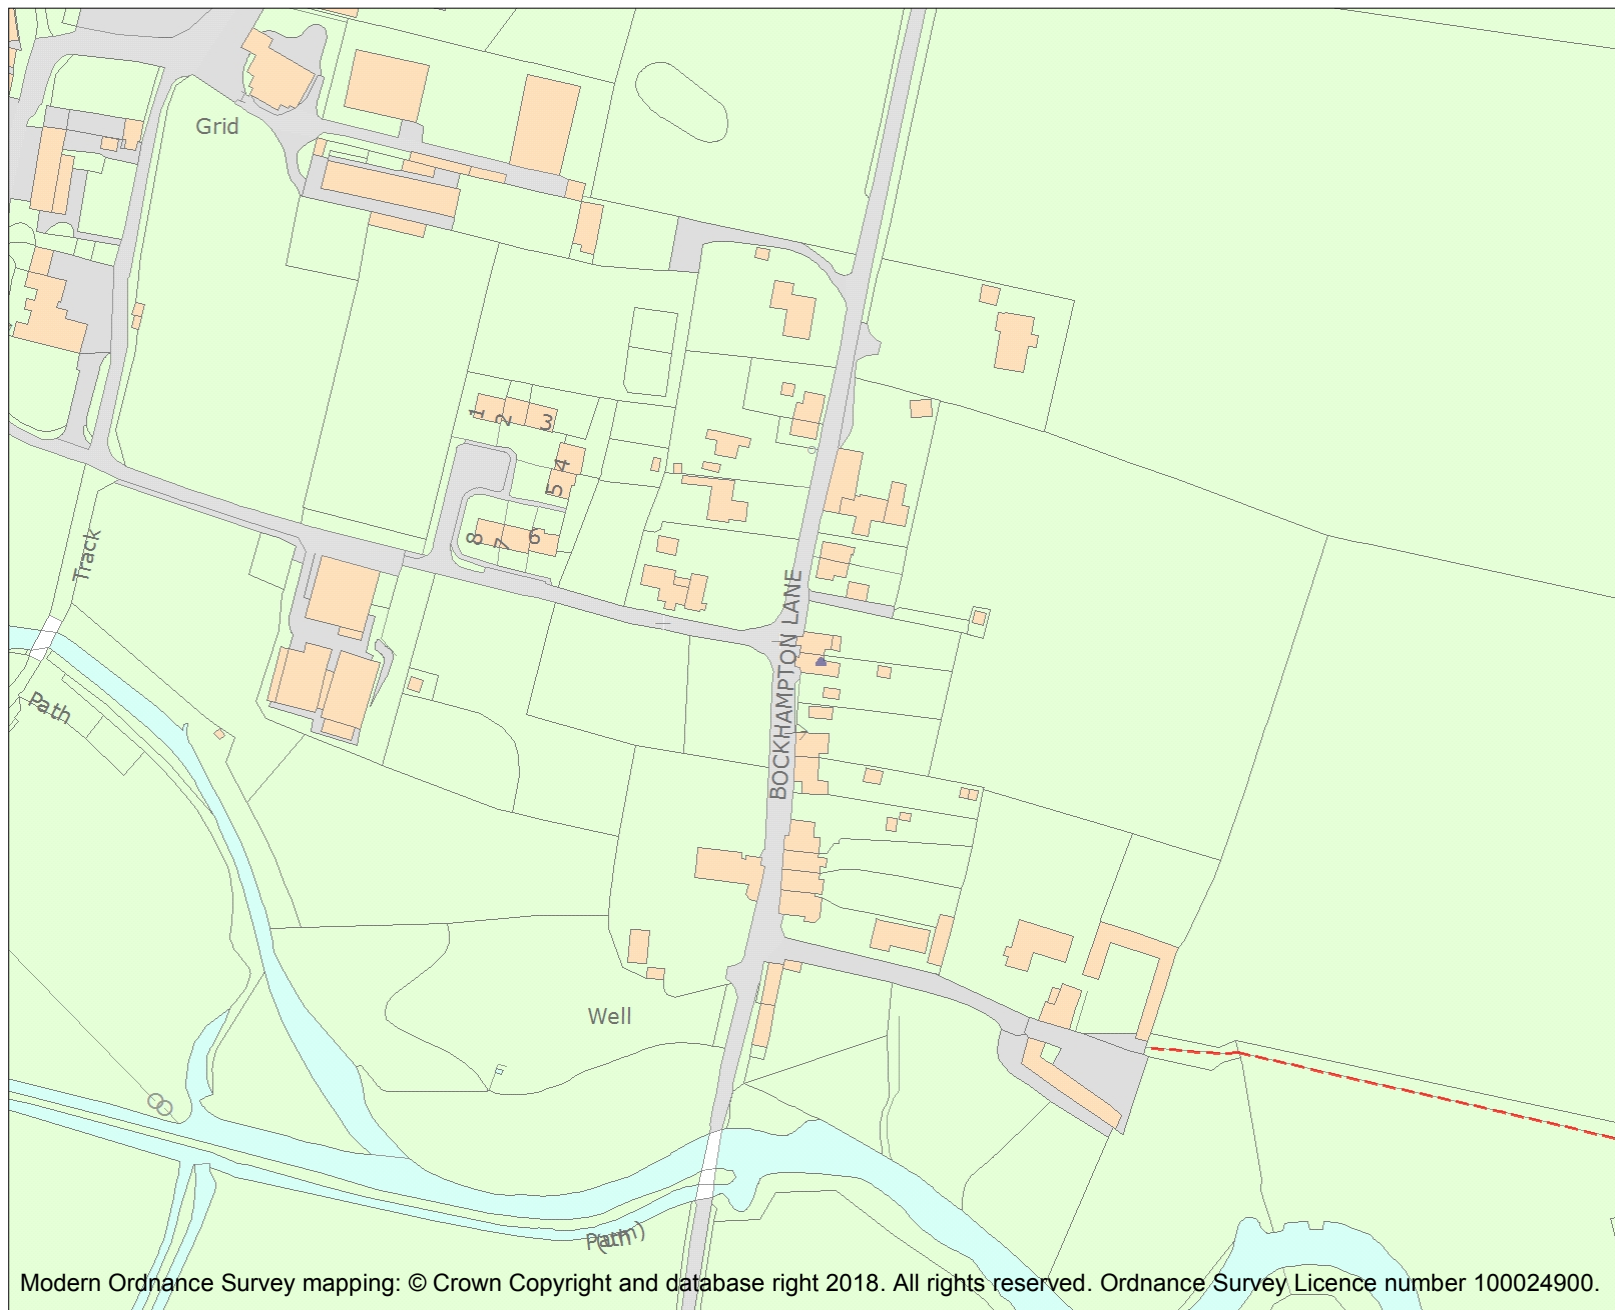 Grid
1
2
3
4
5
6
7
8
Track
Path
BOCKHAMPTON LANE
Well
Path
Modern Ordnance Survey mapping: © Crown Copyright and database right 2018. All rights reserved. Ordnance Survey Licence number 100024900.